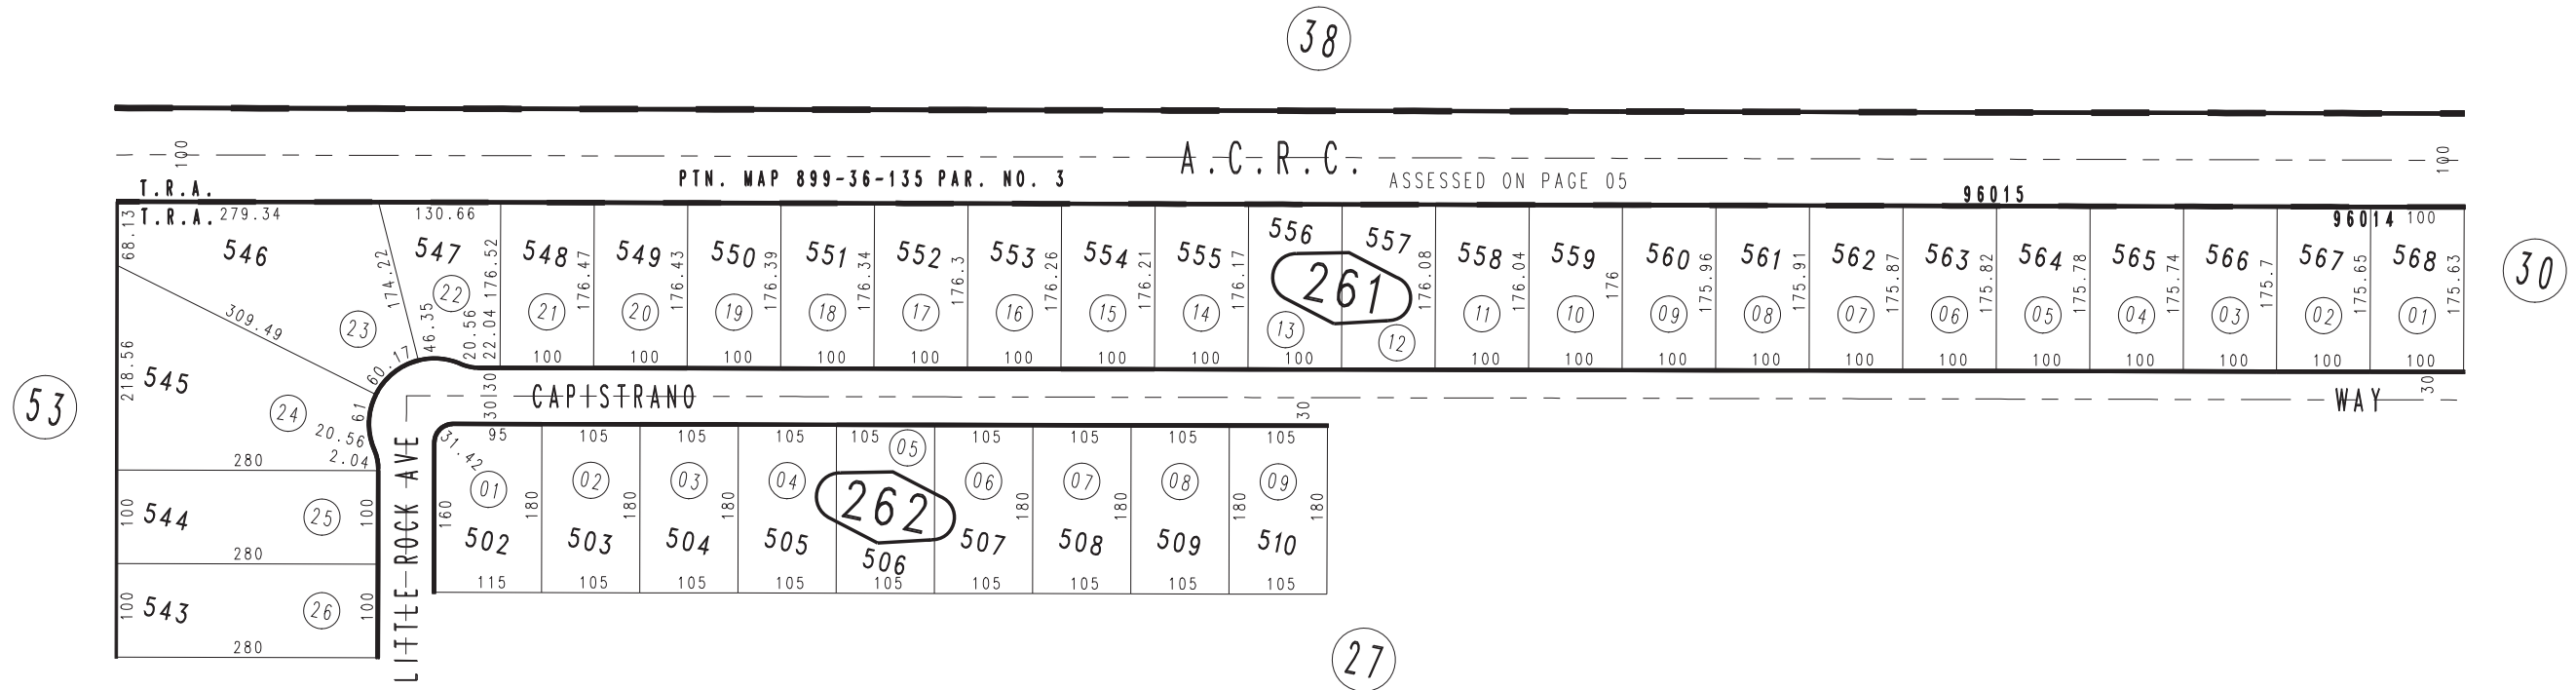 38
100 A.C.R.C. 100
T.R.A. PTN. MAP 899-36-135 PAR. NO. 3 ASSESSED ON PAGE 05 96015
T.R.A. 279.34 130.66 96014 100
68.13 546 174.22 547 176.52 548 176.47 549 176.43 550 176.39 551 176.34 552 176.3 553 176.26 554 176.21 555 176.17 556 557 176.08 558 176.04 559 176 560 175.96 561 175.91 562 175.87 563 175.82 564 175.78 565 175.74 566 175.7 567 175.65 568 175.63
261
30
309.49 23 22 21 20 19 18 17 16 15 14 13 12 11 10 09 08 07 06 05 04 03 02 01
60.17 46.35 20.56 22.04 100 100 100 100 100 100 100 100 100 100 100 100 100 100 100 100 100 100 100 100
53
218.56 545 24 61 20.56 2.04
30 30 CAPISTRANO 30 WAY 30
280
31.42 95 105 105 105 105 105 105 105 105
01 02 03 04 05 06 07 08 09
262
100 544 25 100
160 180 180 180 180 180 180 180 180
502 503 504 505 506 507 508 509 510
280
115 105 105 105 105 105 105 105 105
100 543 26 100
280
LITTLE ROCK AVE
27